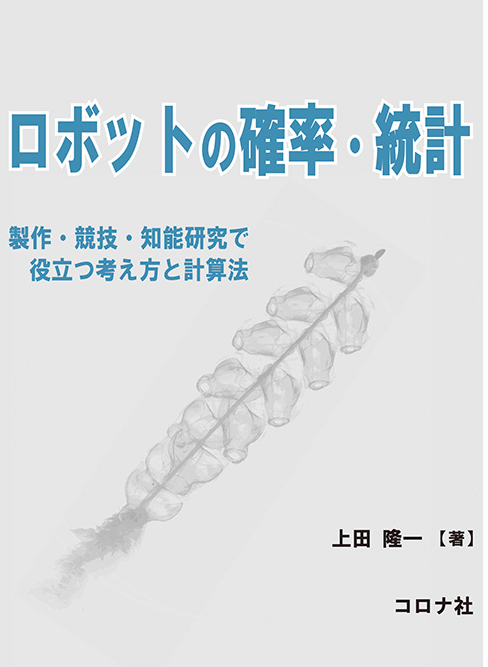 ロボットの確率・統計
製作・競技・知能研究で
役立つ考え方と計算法
上田 隆一 【著】
コロナ社